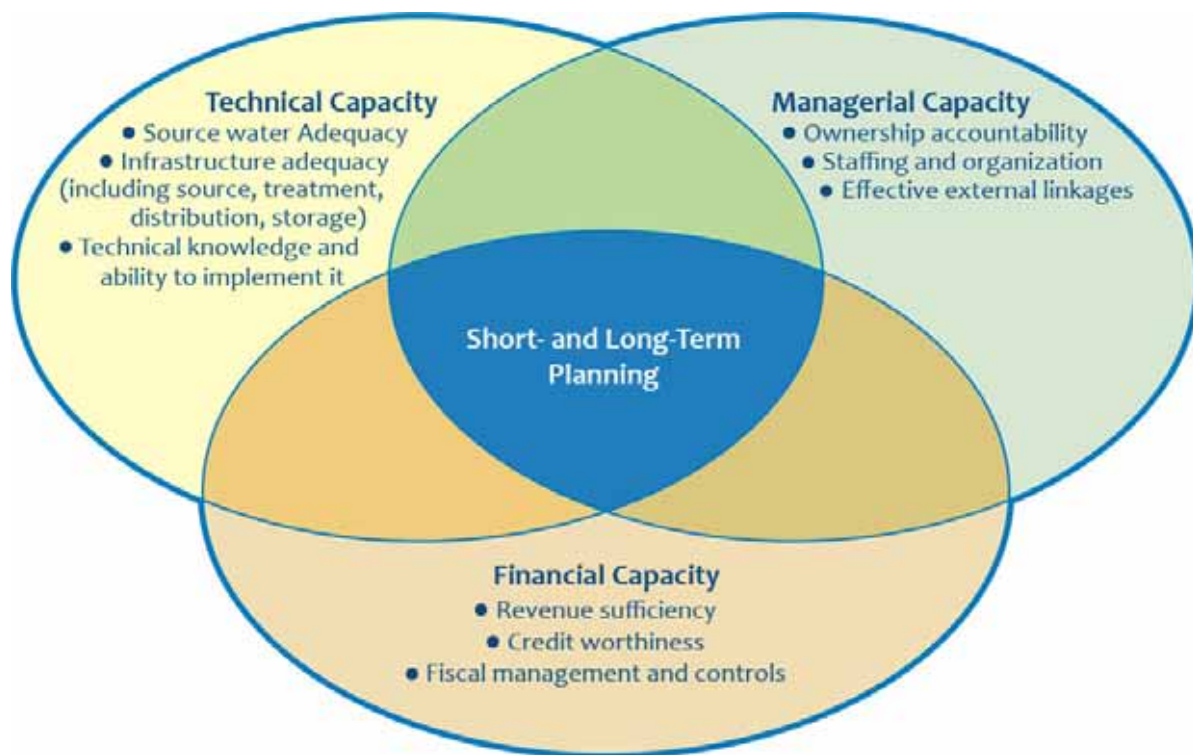 Technical Capacity
● Source water Adequacy
● Infrastructure adequacy
(including source, treatment,
distribution, storage)
● Technical knowledge and
ability to implement it
Managerial Capacity
● Ownership accountability
● Staffing and organization
● Effective external linkages
Short- and Long-Term
Planning
Financial Capacity
● Revenue sufficiency
● Credit worthiness
● Fiscal management and controls